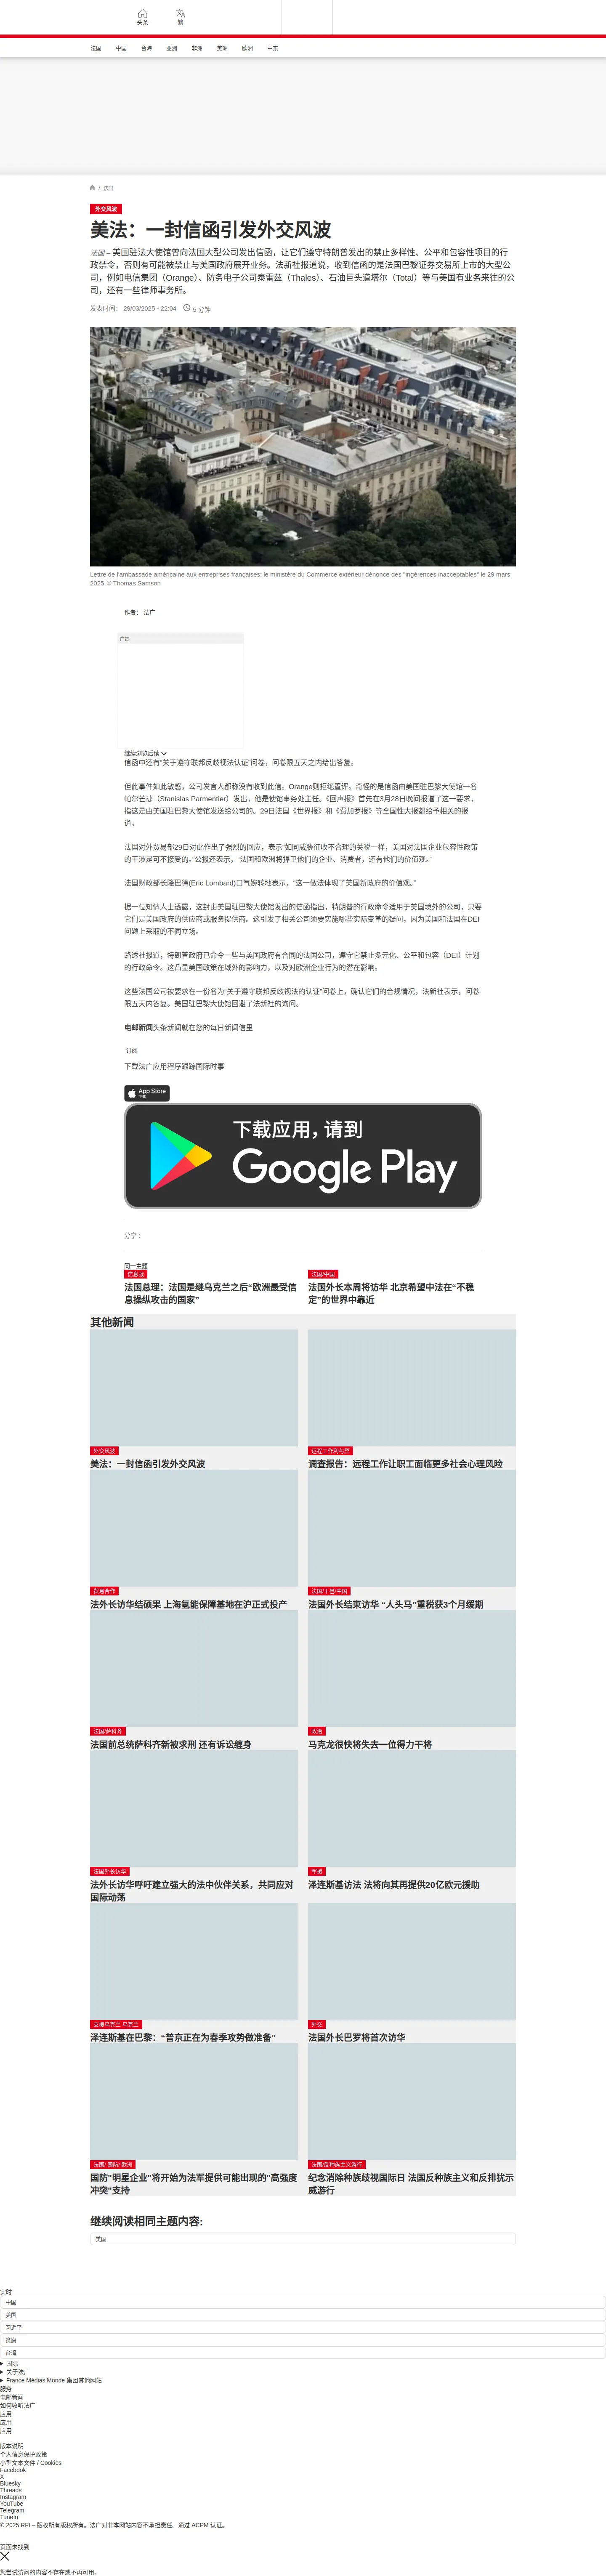 头条
繁
法国
中国
台海
亚洲
非洲
美洲
欧洲
中东
/ 法国
外交风波
美法：一封信函引发外交风波
法国 – 美国驻法大使馆曾向法国大型公司发出信函，让它们遵守特朗普发出的禁止多样性、公平和包容性项目的行
政禁令，否则有可能被禁止与美国政府展开业务。法新社报道说，收到信函的是法国巴黎证券交易所上市的大型公
司，例如电信集团（Orange）、防务电子公司泰雷兹（Thales）、石油巨头道塔尔（Total）等与美国有业务来往的公
司，还有一些律师事务所。
发表时间： 29/03/2025 - 22:04
5 分钟
Lettre de l'ambassade américaine aux entreprises françaises: le ministère du Commerce extérieur dénonce des "ingérences inacceptables" le 29 mars
2025 © Thomas Samson
作者： 法广
广告
继续浏览后续
信函中还有“关于遵守联邦反歧视法认证”问卷，问卷限五天之内给出答复。
但此事件如此敏感，公司发言人都称没有收到此信。Orange则拒绝置评。奇怪的是信函由美国驻巴黎大使馆一名
帕尔芒捷（Stanislas Parmentier）发出，他是使馆事务处主任。《回声报》首先在3月28日晚间报道了这一要求，
指这是由美国驻巴黎大使馆发送给公司的。29日法国《世界报》和《费加罗报》等全国性大报都给予相关的报
道。
法国对外贸易部29日对此作出了强烈的回应，表示“如同威胁征收不合理的关税一样，美国对法国企业包容性政策
的干涉是可不接受的。”公报还表示，“法国和欧洲将捍卫他们的企业、消费者，还有他们的价值观。”
法国财政部长隆巴德(Eric Lombard)口气婉转地表示，“这一做法体现了美国新政府的价值观。”
据一位知情人士透露，这封由美国驻巴黎大使馆发出的信函指出，特朗普的行政命令适用于美国境外的公司，只要
它们是美国政府的供应商或服务提供商。这引发了相关公司须要实施哪些实际变革的疑问，因为美国和法国在DEI
问题上采取的不同立场。
路透社报道，特朗普政府已命令一些与美国政府有合同的法国公司，遵守它禁止多元化、公平和包容（DEI）计划
的行政命令。这凸显美国政策在域外的影响力，以及对欧洲企业行为的潜在影响。
这些法国公司被要求在一份名为“关于遵守联邦反歧视法的认证”问卷上，确认它们的合规情况，法新社表示，问卷
限五天内答复。美国驻巴黎大使馆回避了法新社的询问。
电邮新闻头条新闻就在您的每日新闻信里
订阅
下载法广应用程序跟踪国际时事
App Store
下载
下载应用，请到
Google Play
分享 :
同一主题
信息战
法国总理：法国是继乌克兰之后“欧洲最受信
息操纵攻击的国家”
法国/中国
法国外长本周将访华 北京希望中法在“不稳
定”的世界中靠近
其他新闻
外交风波
美法：一封信函引发外交风波
远程工作利与弊
调查报告：远程工作让职工面临更多社会心理风险
贸易合作
法外长访华结硕果 上海氢能保障基地在沪正式投产
法国/干邑/中国
法国外长结束访华 “人头马”重税获3个月缓期
法国/萨科齐
法国前总统萨科齐新被求刑 还有诉讼缠身
政治
马克龙很快将失去一位得力干将
法国外长访华
法外长访华呼吁建立强大的法中伙伴关系，共同应对
国际动荡
军援
泽连斯基访法 法将向其再提供20亿欧元援助
支援乌克兰 乌克兰
泽连斯基在巴黎：“普京正在为春季攻势做准备”
外交
法国外长巴罗将首次访华
法国/ 国防/ 欧洲
国防"明星企业"将开始为法军提供可能出现的"高强度
冲突"支持
法国/反种族主义游行
纪念消除种族歧视国际日 法国反种族主义和反排犹示
威游行
继续阅读相同主题内容:
美国
实时
中国
美国
习近平
贪腐
台湾
国际
关于法广
France Médias Monde 集团其他网站
服务
电邮新闻
如何收听法广
应用
应用
应用
版本说明
个人信息保护政策
小型文本文件 / Cookies
Facebook
X
Bluesky
Threads
Instagram
YouTube
Telegram
TuneIn
© 2025 RFI – 版权所有版权所有。法广对非本网站内容不承担责任。通过 ACPM 认证。
页面未找到
您尝试访问的内容不存在或不再可用。